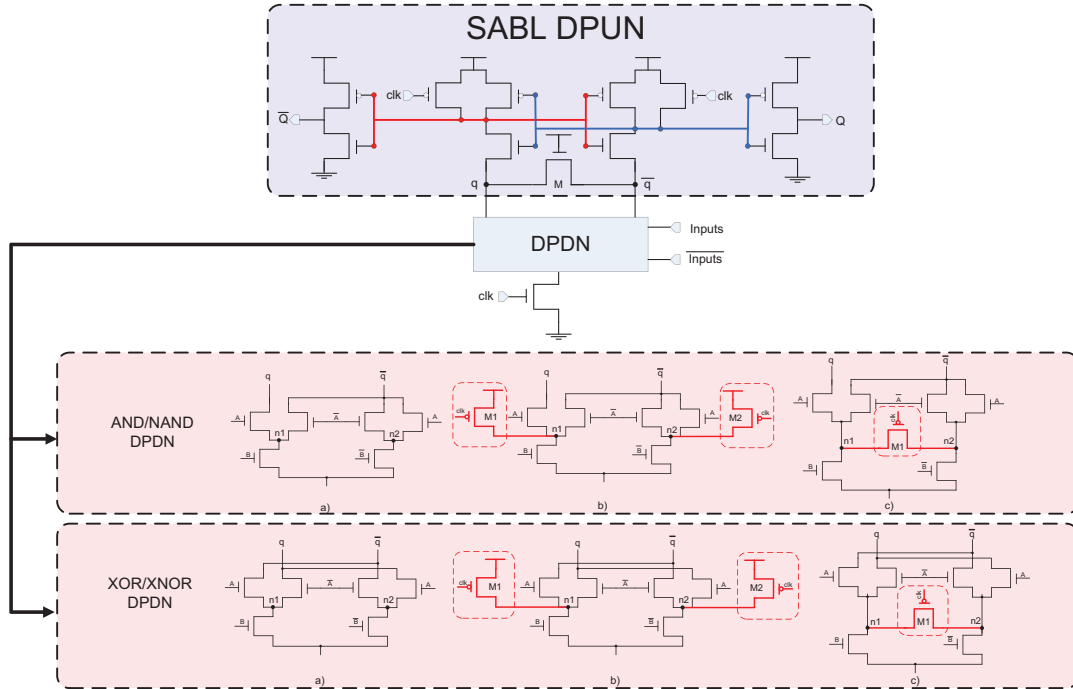 SABL DPUN
clk
clk
Q̅
Q
q
M
q̅
DPDN
Inputs
I̅n̅p̅u̅t̅s̅
clk
AND/NAND
DPDN
q
q̅
A
A̅
A
n1
n2
B
B̅
a)
clk
M1
q
q̅
A
A̅
A
n1
n2
B
B̅
M2
clk
b)
q̅
A
A̅
A
clk
n1
M1
n2
B
B̅
c)
XOR/XNOR
DPDN
q
q̅
A
A̅
A
n1
n2
B
B̅
a)
clk
M1
q
q̅
A
A̅
A
n1
n2
B
B̅
M2
clk
b)
q
q̅
A
A̅
A
clk
n1
M1
n2
B
B̅
c)